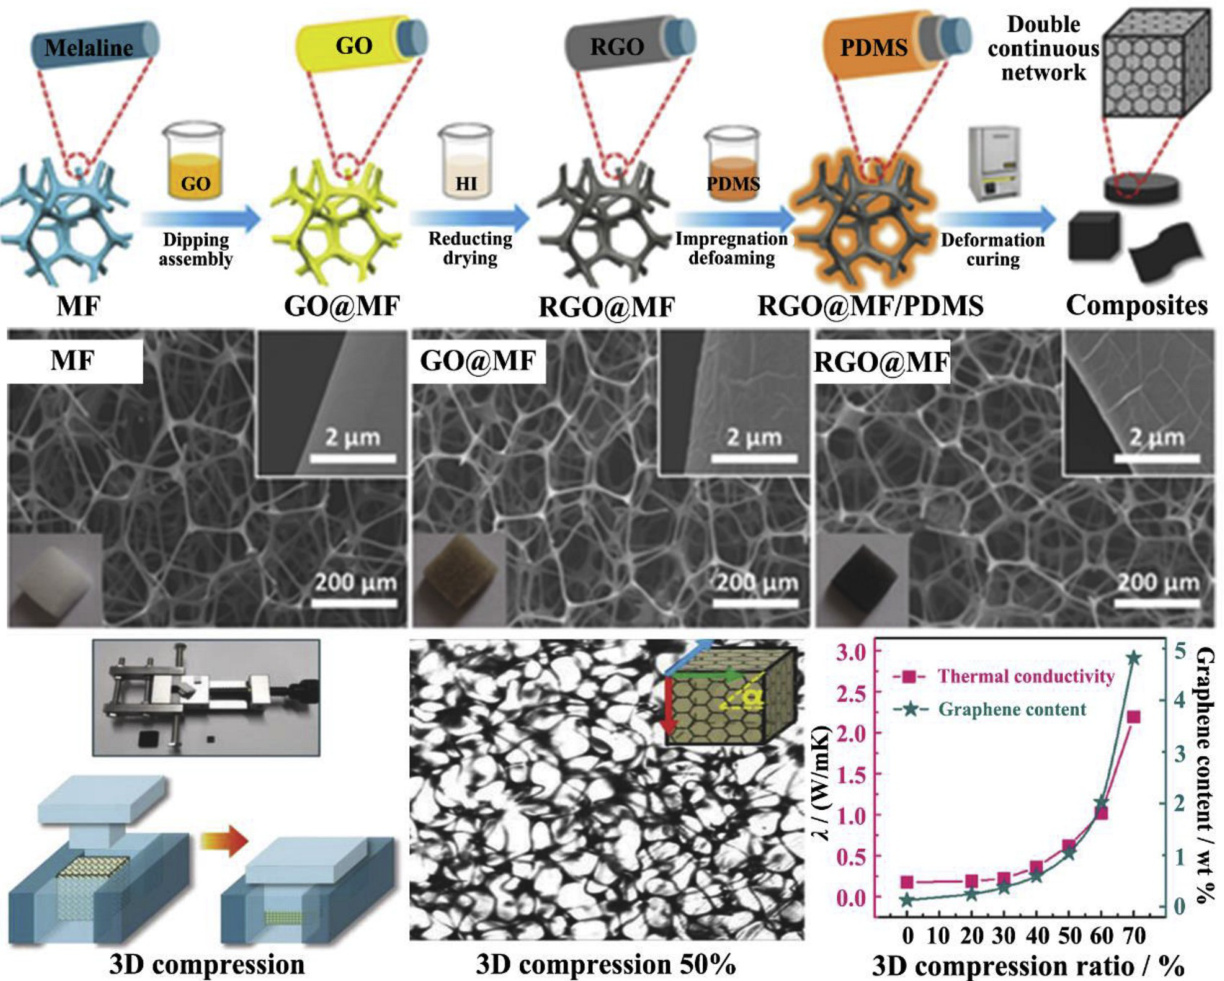 Melaline
GO
RGO
PDMS
Double
continuous
network
GO
HI
PDMS
Dipping
assembly
Reducting
drying
Impregnation
defoaming
Deformation
curing
MF
GO@MF
RGO@MF
RGO@MF/PDMS
Composites
MF
2 μm
200 μm
GO@MF
2 μm
200 μm
RGO@MF
2 μm
200 μm
3D compression
α
3D compression 50%
Thermal conductivity
Graphene content
λ / (W/mK)
3.0
2.5
2.0
1.5
1.0
0.5
0.0
Graphene content / wt %
5
4
3
2
1
0
0 10 20 30 40 50 60 70
3D compression ratio / %